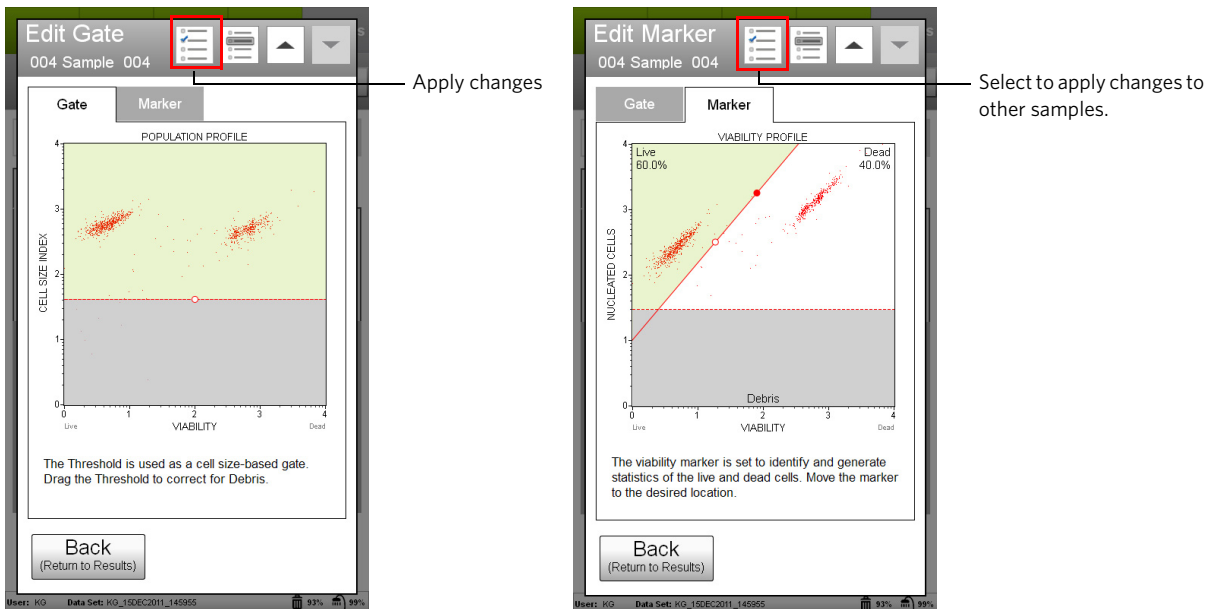 Edit Gate
004 Sample 004
Apply changes
Gate
Marker
POPULATION PROFILE
CELL SIZE INDEX
4
3
2
1
0
0
1
2
3
4
Live
VIABILITY
Dead
The Threshold is used as a cell size-based gate.
Drag the Threshold to correct for Debris.
Back
(Return to Results)
User: KG
Data Set: KG_15DEC2011_145955
93%
99%
Edit Marker
004 Sample 004
Select to apply changes to
other samples.
Gate
Marker
VIABILITY PROFILE
Live
60.0%
Dead
40.0%
NUCLEATED CELLS
4
3
2
1
0
Debris
0
1
2
3
4
Live
VIABILITY
Dead
The viability marker is set to identify and generate
statistics of the live and dead cells. Move the marker
to the desired location.
Back
(Return to Results)
User: KG
Data Set: KG_15DEC2011_145955
93%
99%